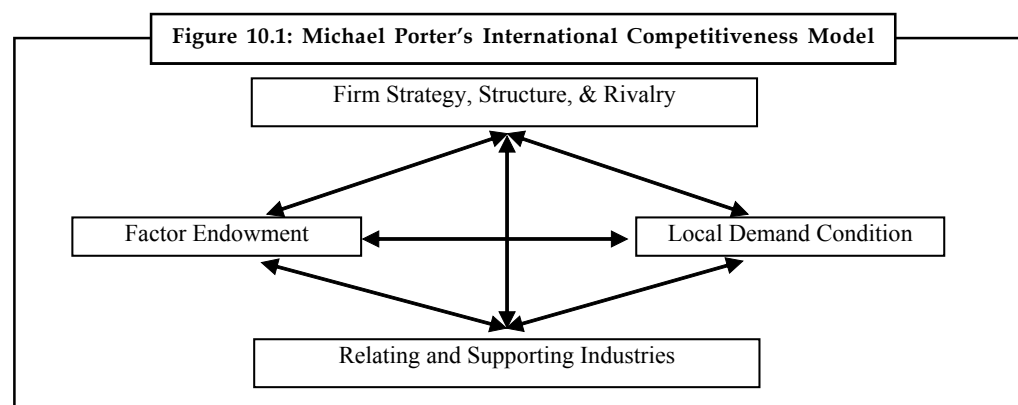 Figure 10.1: Michael Porter's International Competitiveness Model
Firm Strategy, Structure, & Rivalry
Factor Endowment
Local Demand Condition
Relating and Supporting Industries